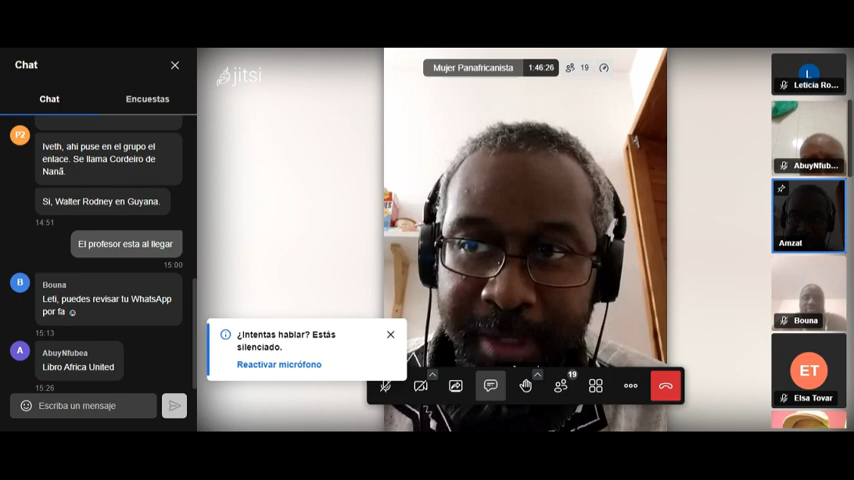 Chat
Chat
Encuestas
P2
Iveth, ahi puse en el grupo el
enlace. Se llama Cordeiro de
Nanã.
Si, Walter Rodney en Guyana.
14:51
El profesor esta al llegar
15:00
B
Bouna
Leti, puedes revisar tu WhatsApp
por fa
15:13
A
AbuyNfubea
Libro Africa United
15:26
Escriba un mensaje
jitsi
Mujer Panafricanista
1:46:26
19
¿Intentas hablar? Estás
silenciado.
Reactivar micrófono
19
L
Leticia Ro...
AbuyNfub...
Amzat
Bouna
ET
Elsa Tovar